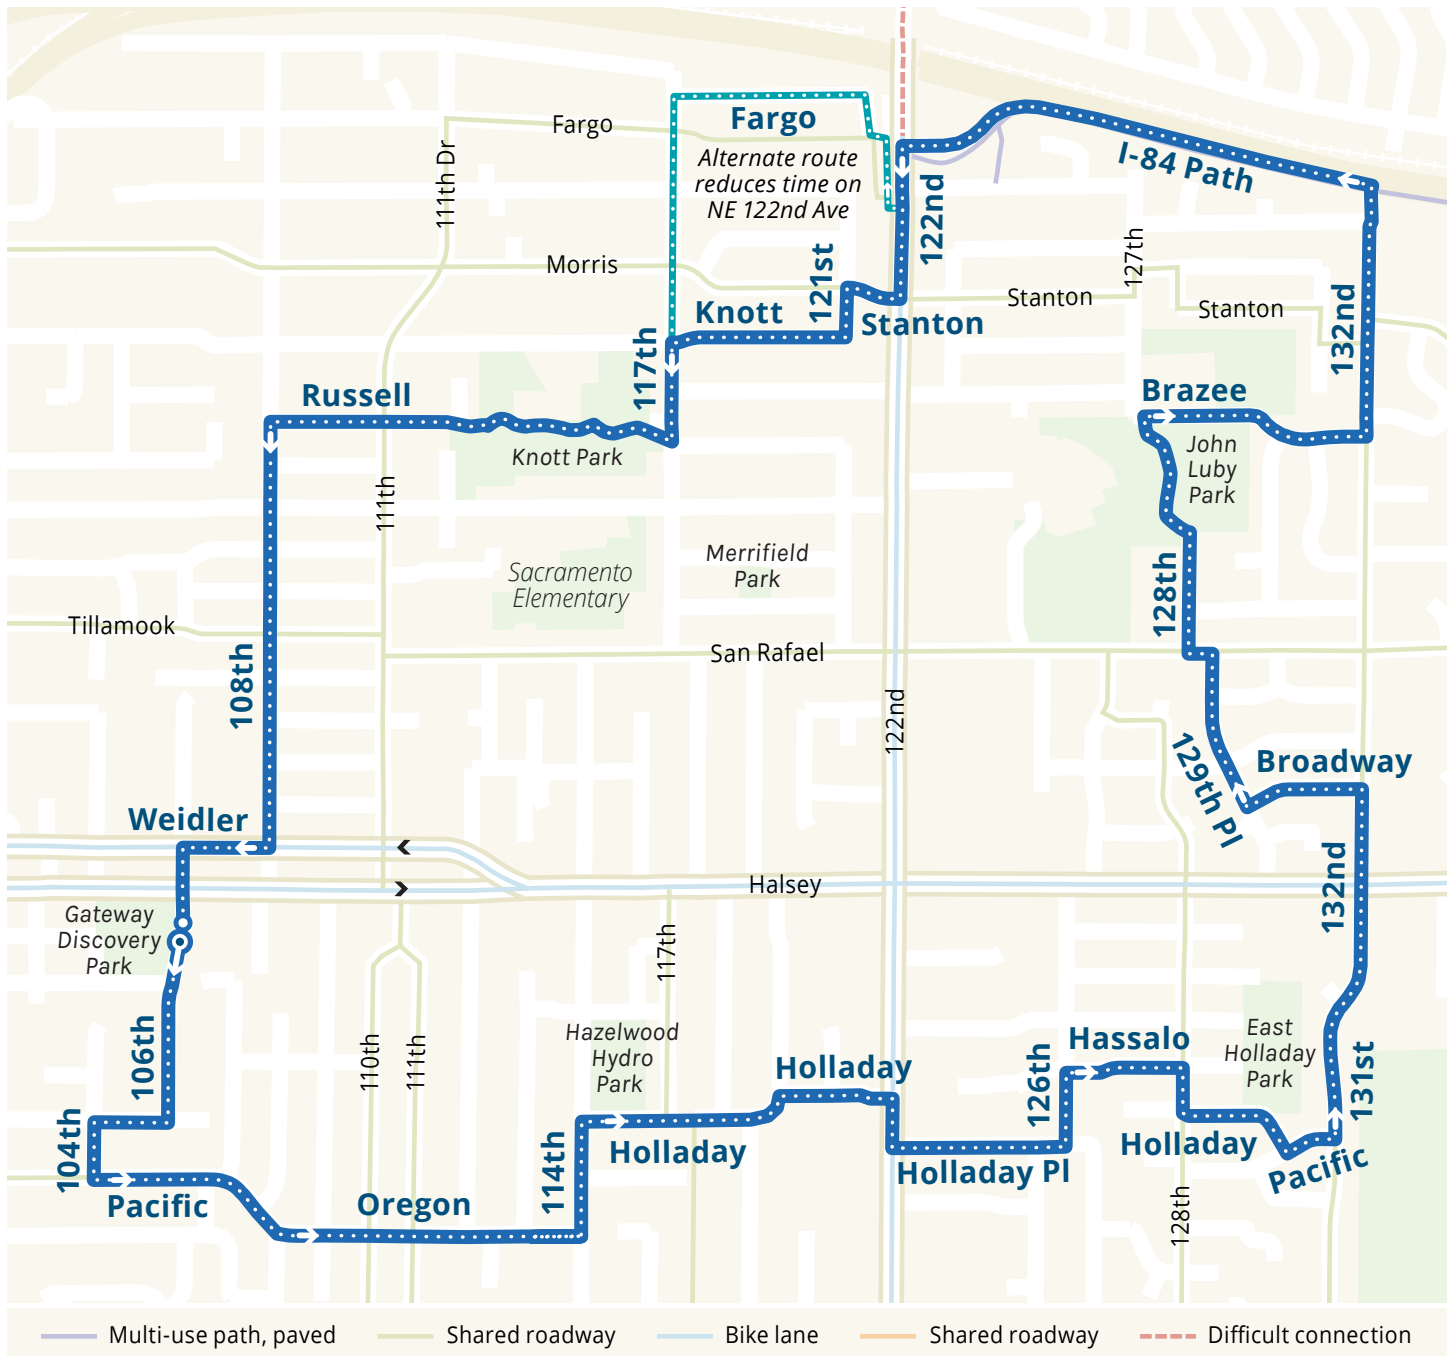 Fargo
Fargo
Alternate route
reduces time on
NE 122nd Ave
I-84 Path
111th Dr
122nd
121st
127th
Morris
Stanton
Stanton
Knott
Stanton
132nd
117th
Russell
Brazee
Knott Park
John
Luby
Park
111th
Merrifield
Park
Sacramento
Elementary
128th
Tillamook
San Rafael
108th
122nd
129th Pl
Broadway
Weidler
132nd
Halsey
Gateway
Discovery
Park
117th
106th
110th
111th
Hazelwood
Hydro
Park
Holladay
126th
Hassalo
East
Holladay
Park
131st
104th
114th
Holladay
Holladay
Holladay Pl
Pacific
Pacific
Oregon
128th
Multi-use path, paved
Shared roadway
Bike lane
Shared roadway
Difficult connection